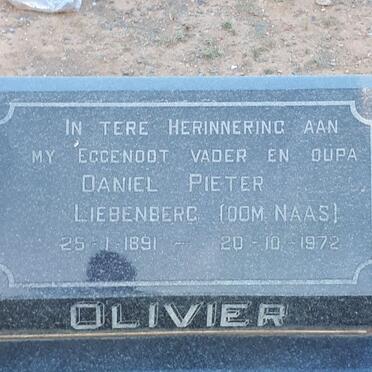 IN TERE HERINNERING AAN
MY EGGENOOT VADER EN OUPA
DANIEL PIETER
LIEBENBERG (OOM NAAS)
25-1-1891 - 20-10-1972
OLIVIER